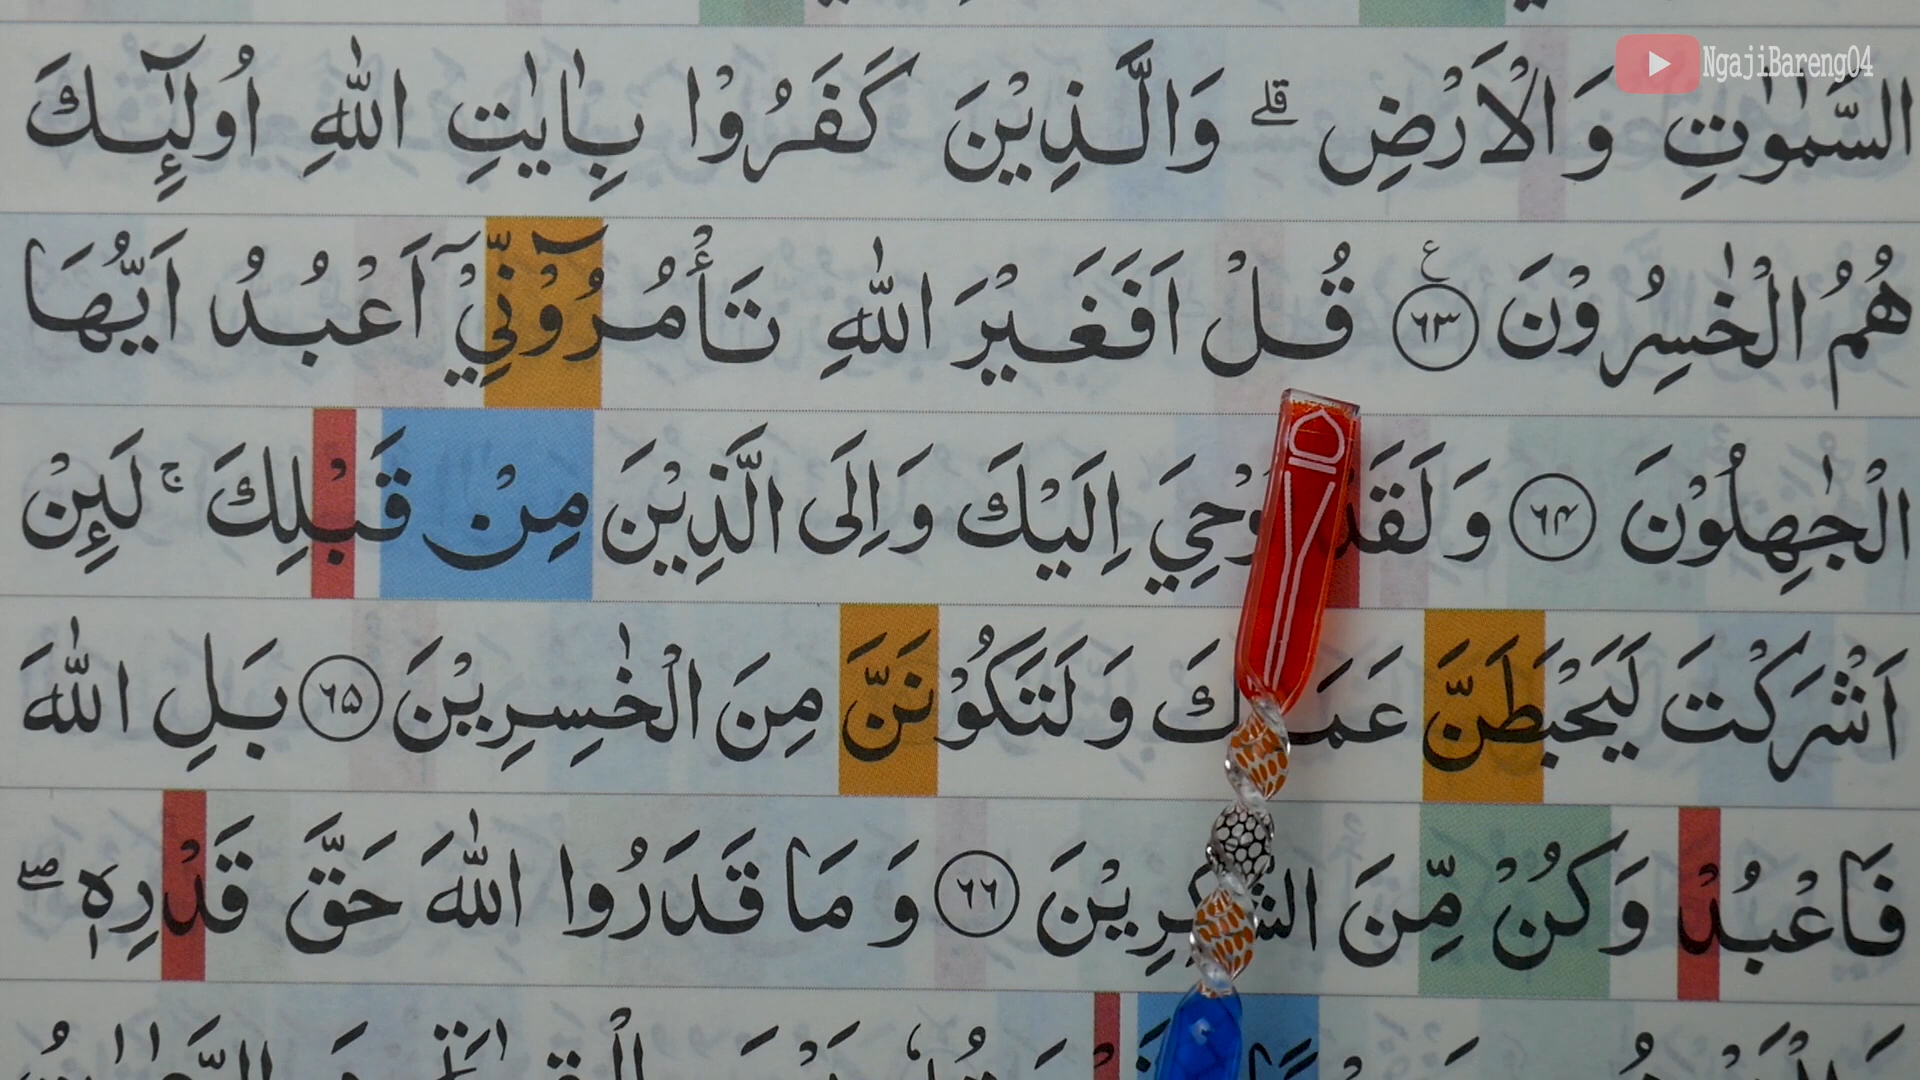 NgajiBareng04
السَّمٰوٰتِ وَالْاَرْضِ ۗ وَالَّذِيْنَ كَفَرُوْا بِاٰيٰتِ اللّٰهِ اُولٰۤىِٕكَ
هُمُ الْخٰسِرُوْنَ ٦٣ ع قُلْ اَفَغَيْرَ اللّٰهِ تَأْمُرُوْۤنِّيْٓ اَعْبُدُ اَيُّهَا
الْجٰهِلُوْنَ ٦٤ وَلَقَدْ وْحِيَ اِلَيْكَ وَاِلَى الَّذِيْنَ مِنْ قَبْلِكَ ۚ لَىِٕنْ
اَشْرَكْتَ لَيَحْبَطَنَّ عَمَلُكَ وَلَتَكُوْنَنَّ مِنَ الْخٰسِرِيْنَ ٦٥ بَلِ اللّٰهَ
فَاعْبُدْ وَكُنْ مِّنَ الشّٰكِرِيْنَ ٦٦ وَمَا قَدَرُوا اللّٰهَ حَقَّ قَدْرِهٖ ۖ